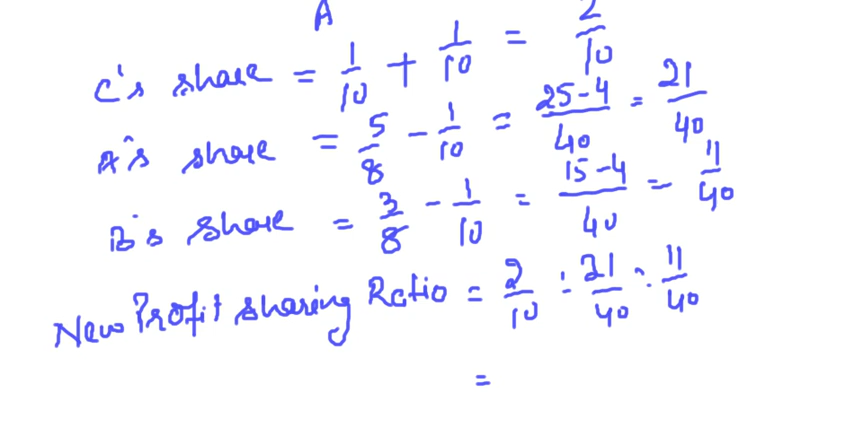 A
C's share = 1/10 + 1/10 = 2/10
A's share = 5/8 - 1/10 = 25-4/40 = 21/40
B's share = 3/8 - 1/10 = 15-4/40 = 11/40
New Profit sharing Ratio = 2/10 : 21/40 : 11/40
=